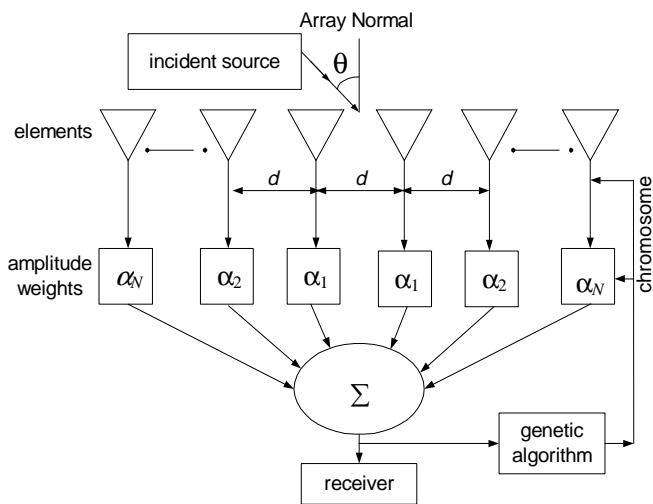 Array Normal
incident source
θ
elements
d d d
chromosome
amplitude
weights
αN α2 α1 α1 α2 αN
Σ
genetic
algorithm
receiver